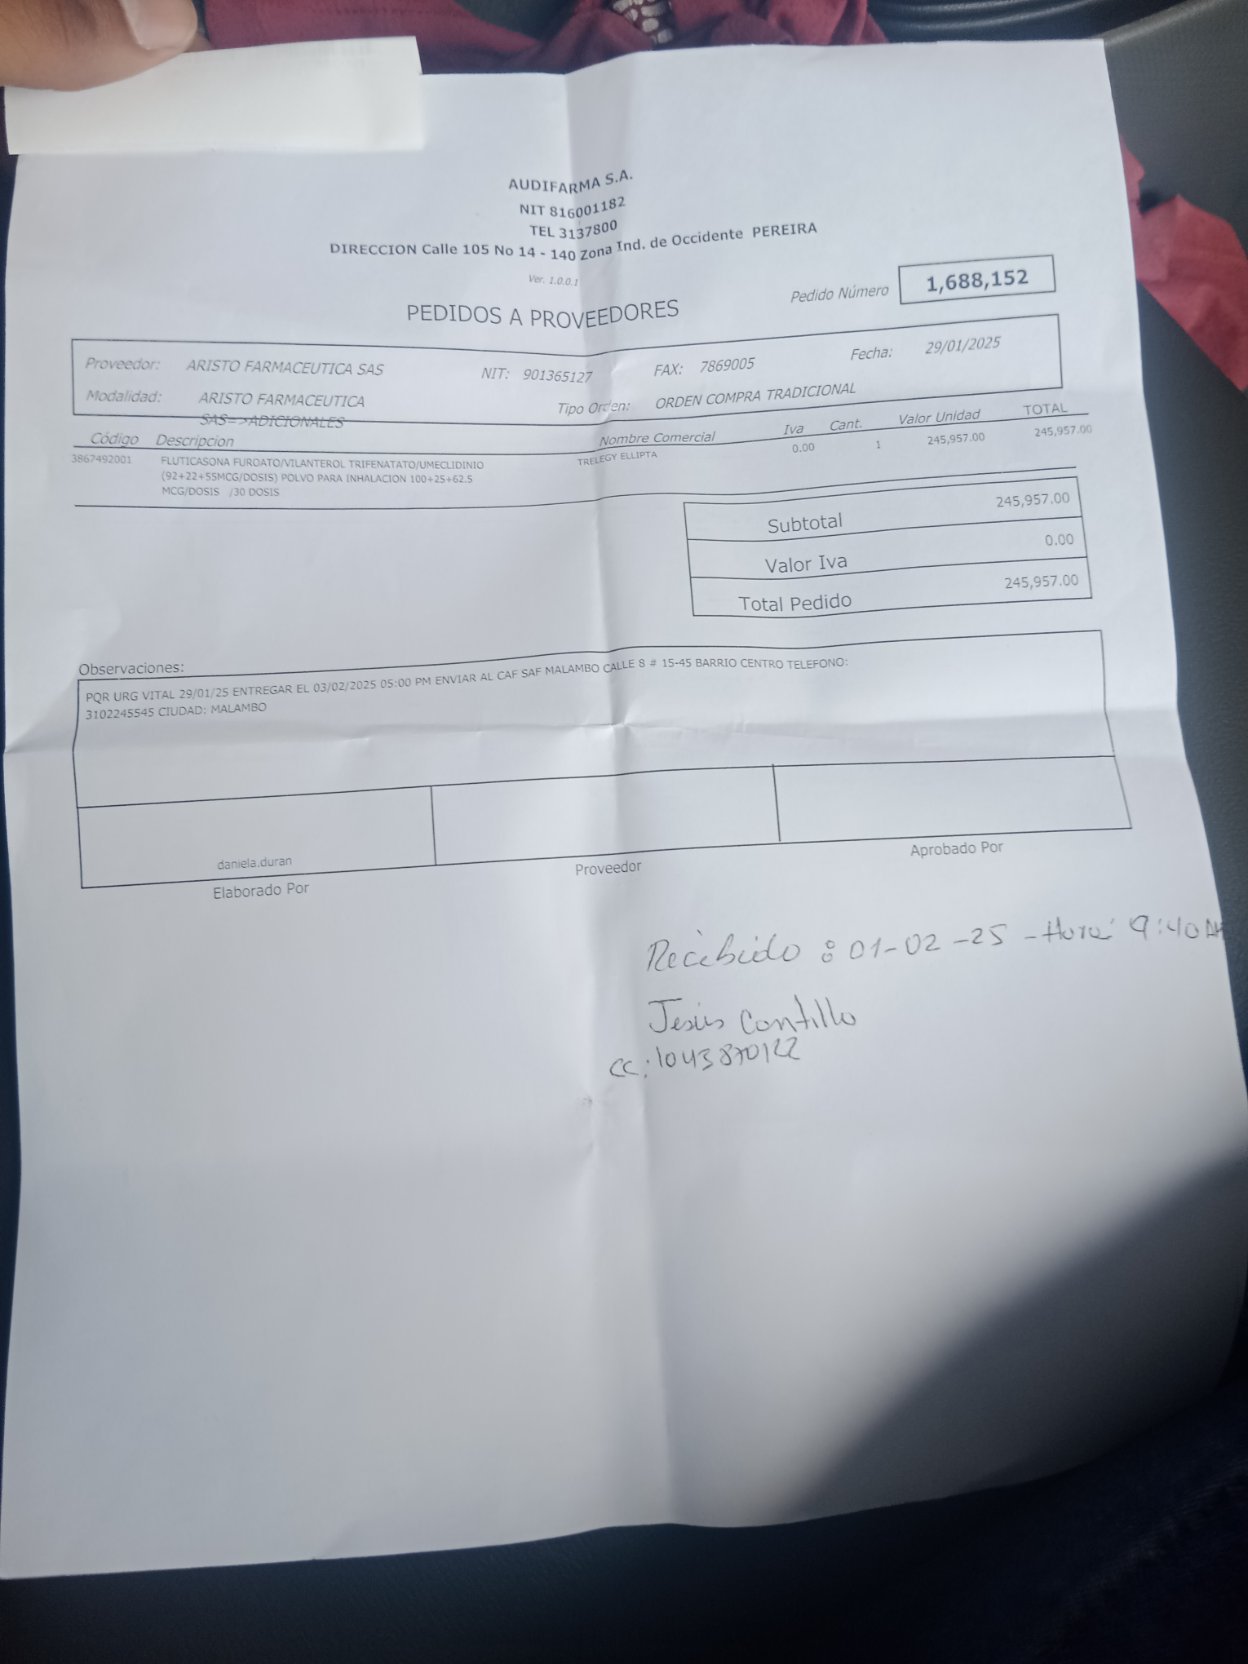 AUDIFARMA S.A.
NIT 816001182
TEL 3137800
DIRECCION Calle 105 No 14 - 140 Zona Ind. de Occidente PEREIRA
Ver. 1.0.0.1
Pedido Número 1,688,152
PEDIDOS A PROVEEDORES
Proveedor: ARISTO FARMACEUTICA SAS NIT: 901365127 FAX: 7869005 Fecha: 29/01/2025
Modalidad: ARISTO FARMACEUTICA Tipo Orden: ORDEN COMPRA TRADICIONAL
SAS=>ADICIONALES
Código Descripcion Nombre Comercial Iva Cant. Valor Unidad TOTAL
3867492001 FLUTICASONA FUROATO/VILANTEROL TRIFENATATO/UMECLIDINIO TRELEGY ELLIPTA 0.00 1 245,957.00 245,957.00
(92+22+55MCG/DOSIS) POLVO PARA INHALACION 100+25+62.5
MCG/DOSIS /30 DOSIS
Subtotal 245,957.00
Valor Iva 0.00
Total Pedido 245,957.00
Observaciones:
PQR URG VITAL 29/01/25 ENTREGAR EL 03/02/2025 05:00 PM ENVIAR AL CAF SAF MALAMBO CALLE 8 # 15-45 BARRIO CENTRO TELEFONO:
3102245545 CIUDAD: MALAMBO
daniela.duran
Elaborado Por Proveedor Aprobado Por
Recibido : 01-02-25 - Hora: 9:40 AM
Jesús Cantillo
CC: 1043870122